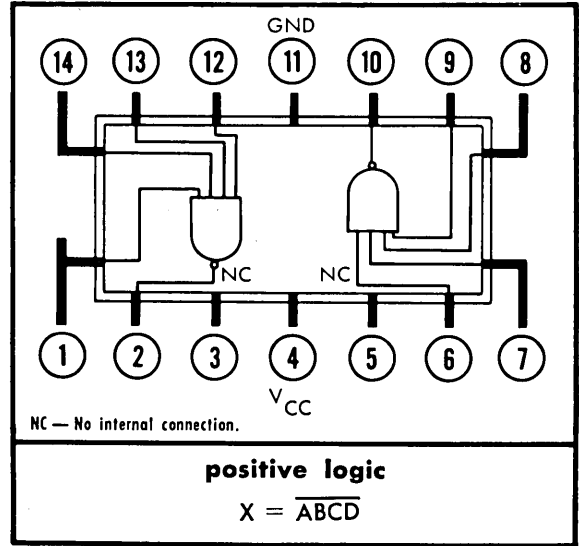 GND
14 13 12 11 10 9 8
NC NC
1 2 3 4 5 6 7
VCC
NC — No internal connection.
positive logic
X = \overline{ABCD}